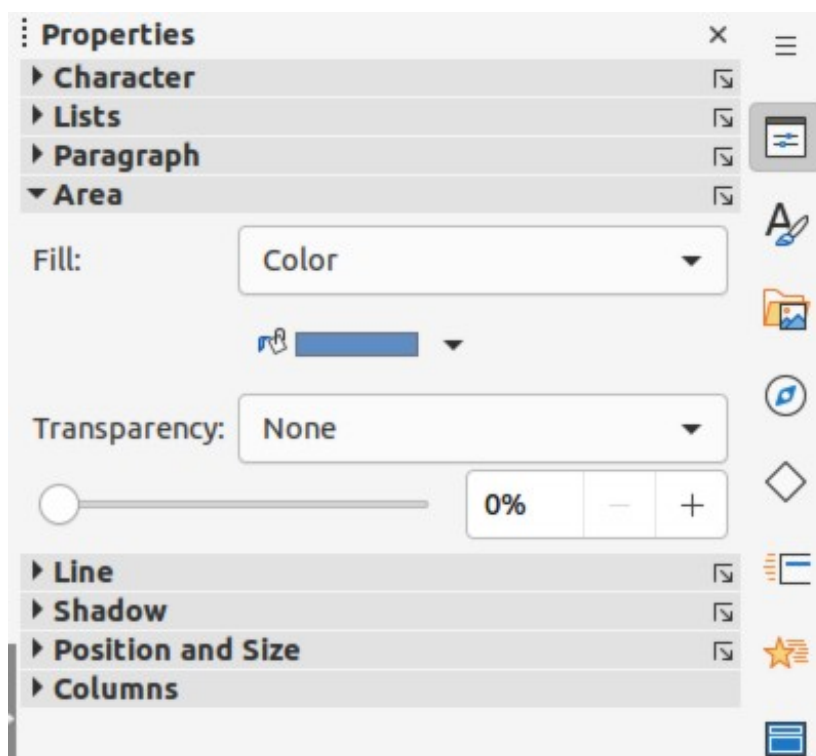 Properties
Character
Lists
Paragraph
Area
Fill: Color
Transparency: None
0%
Line
Shadow
Position and Size
Columns